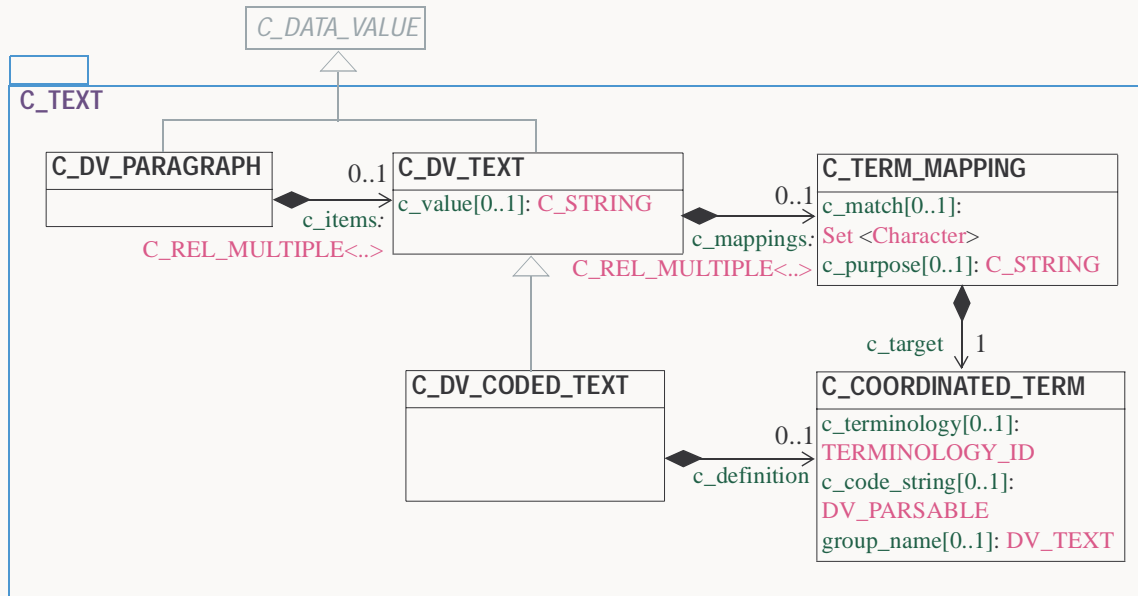 C_DATA_VALUE
C_TEXT
C_DV_PARAGRAPH
0..1
c_items:
C_REL_MULTIPLE<..>
C_DV_TEXT
c_value[0..1]: C_STRING
0..1
c_mappings:
C_REL_MULTIPLE<..>
C_TERM_MAPPING
c_match[0..1]:
Set <Character>
c_purpose[0..1]: C_STRING
c_target 1
C_DV_CODED_TEXT
0..1
c_definition
C_COORDINATED_TERM
c_terminology[0..1]:
TERMINOLOGY_ID
c_code_string[0..1]:
DV_PARSABLE
group_name[0..1]: DV_TEXT